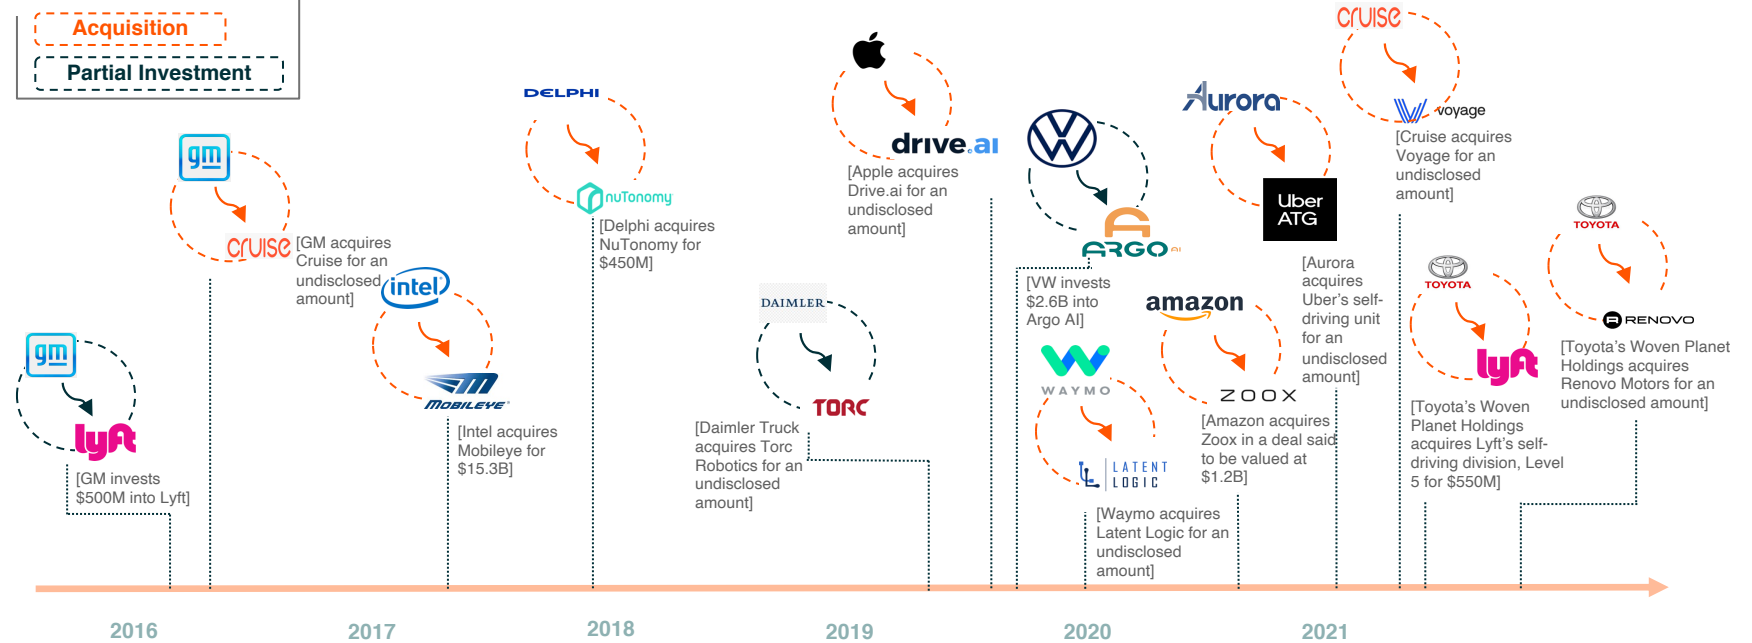 Acquisition
Partial Investment
gm
lyft
[GM invests
$500M into Lyft]
gm
cruise
[GM acquires
Cruise for an
undisclosed
amount]
intel
MOBILEYE
[Intel acquires
Mobileye for
$15.3B]
DELPHI
nuTonomy
[Delphi acquires
NuTonomy for
$450M]
DAIMLER
TORC
[Daimler Truck
acquires Torc
Robotics for an
undisclosed
amount]
drive.ai
[Apple acquires
Drive.ai for an
undisclosed
amount]
ARGO AI
[VW invests
$2.6B into
Argo AI]
WAYMO
LATENT
LOGIC
[Waymo acquires
Latent Logic for an
undisclosed
amount]
amazon
ZOOX
[Amazon acquires
Zoox in a deal said
to be valued at
$1.2B]
Aurora
Uber
ATG
[Aurora
acquires
Uber’s self-
driving unit
for an
undisclosed
amount]
cruise
voyage
[Cruise acquires
Voyage for an
undisclosed
amount]
TOYOTA
lyft
[Toyota’s Woven
Planet Holdings
acquires Lyft’s self-
driving division, Level
5 for $550M]
TOYOTA
RENOVO
[Toyota’s Woven Planet
Holdings acquires
Renovo Motors for an
undisclosed amount]
2016
2017
2018
2019
2020
2021